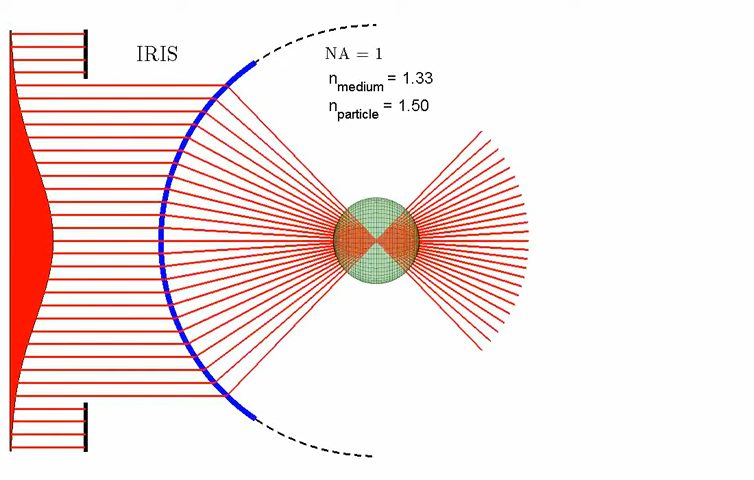 IRIS
NA = 1
n_medium = 1.33
n_particle = 1.50